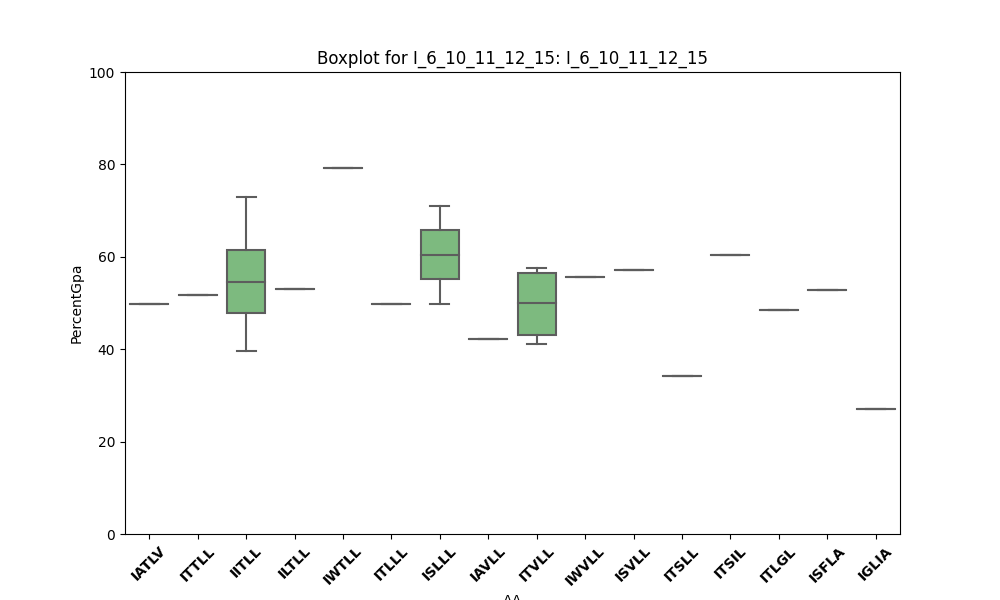 Boxplot for I_6_10_11_12_15: I_6_10_11_12_15
100
80
60
40
20
0
PercentGpa
IATLV
ITTLL
IITLL
ILTLL
IWTLL
ITLLL
ISLLL
IAVLL
ITVLL
IWVLL
ISVLL
ITSLL
ITSIL
ITLGL
ISFLA
IGLIA
AA